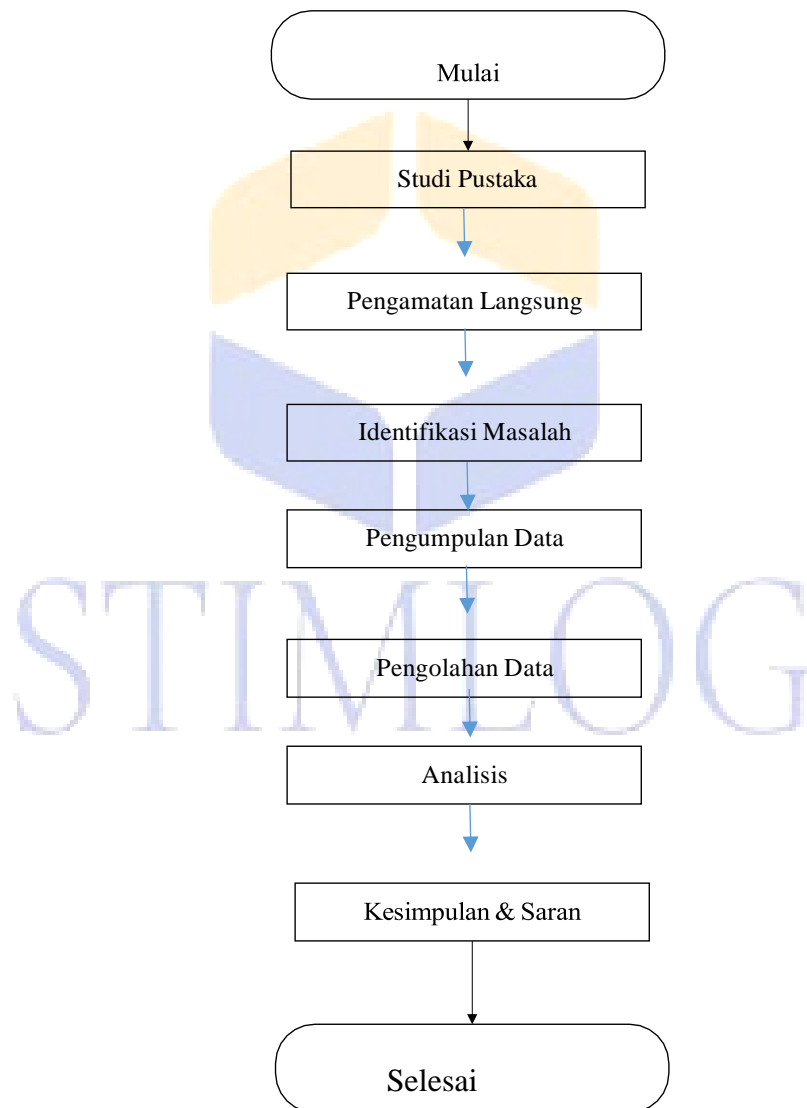 Mulai
Studi Pustaka
Pengamatan Langsung
Identifikasi Masalah
Pengumpulan Data
STIMLOG
Pengolahan Data
Analisis
Kesimpulan & Saran
Selesai